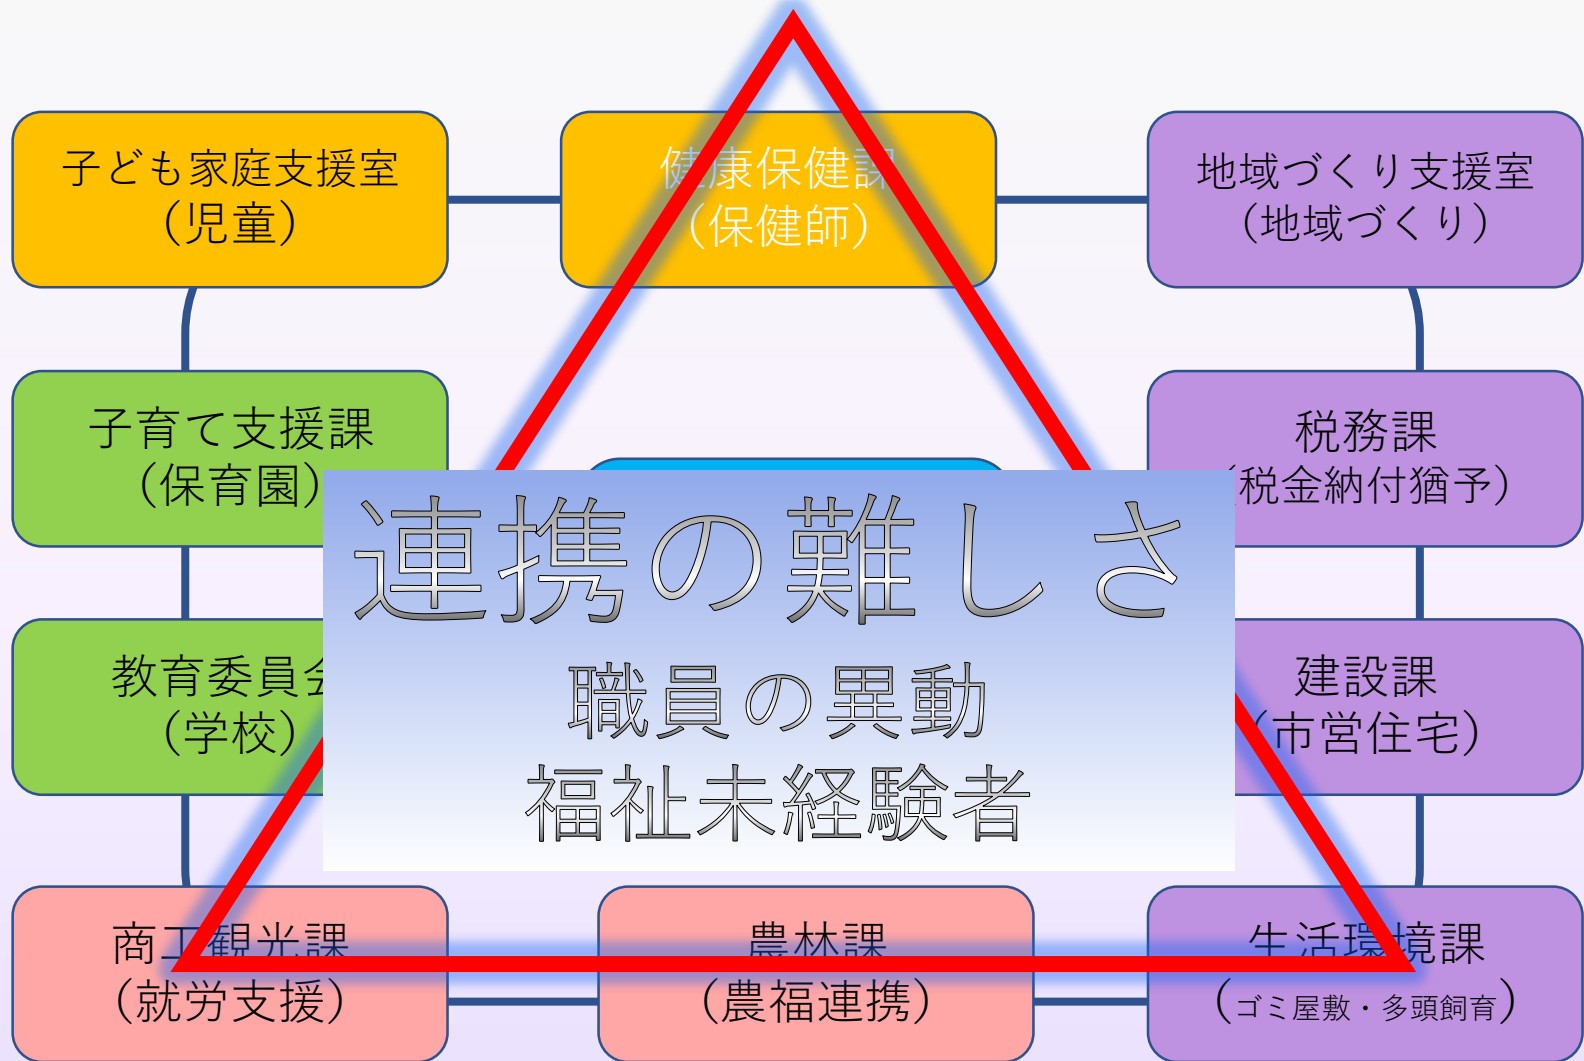 子ども家庭支援室
（児童）
健康保健課
（保健師）
地域づくり支援室
（地域づくり）
子育て支援課
（保育園）
税務課
（税金納付猶予）
連携の難しさ
職員の異動
福祉未経験者
教育委員会
（学校）
建設課
（市営住宅）
商工観光課
（就労支援）
農林課
（農福連携）
生活環境課
（ゴミ屋敷・多頭飼育）